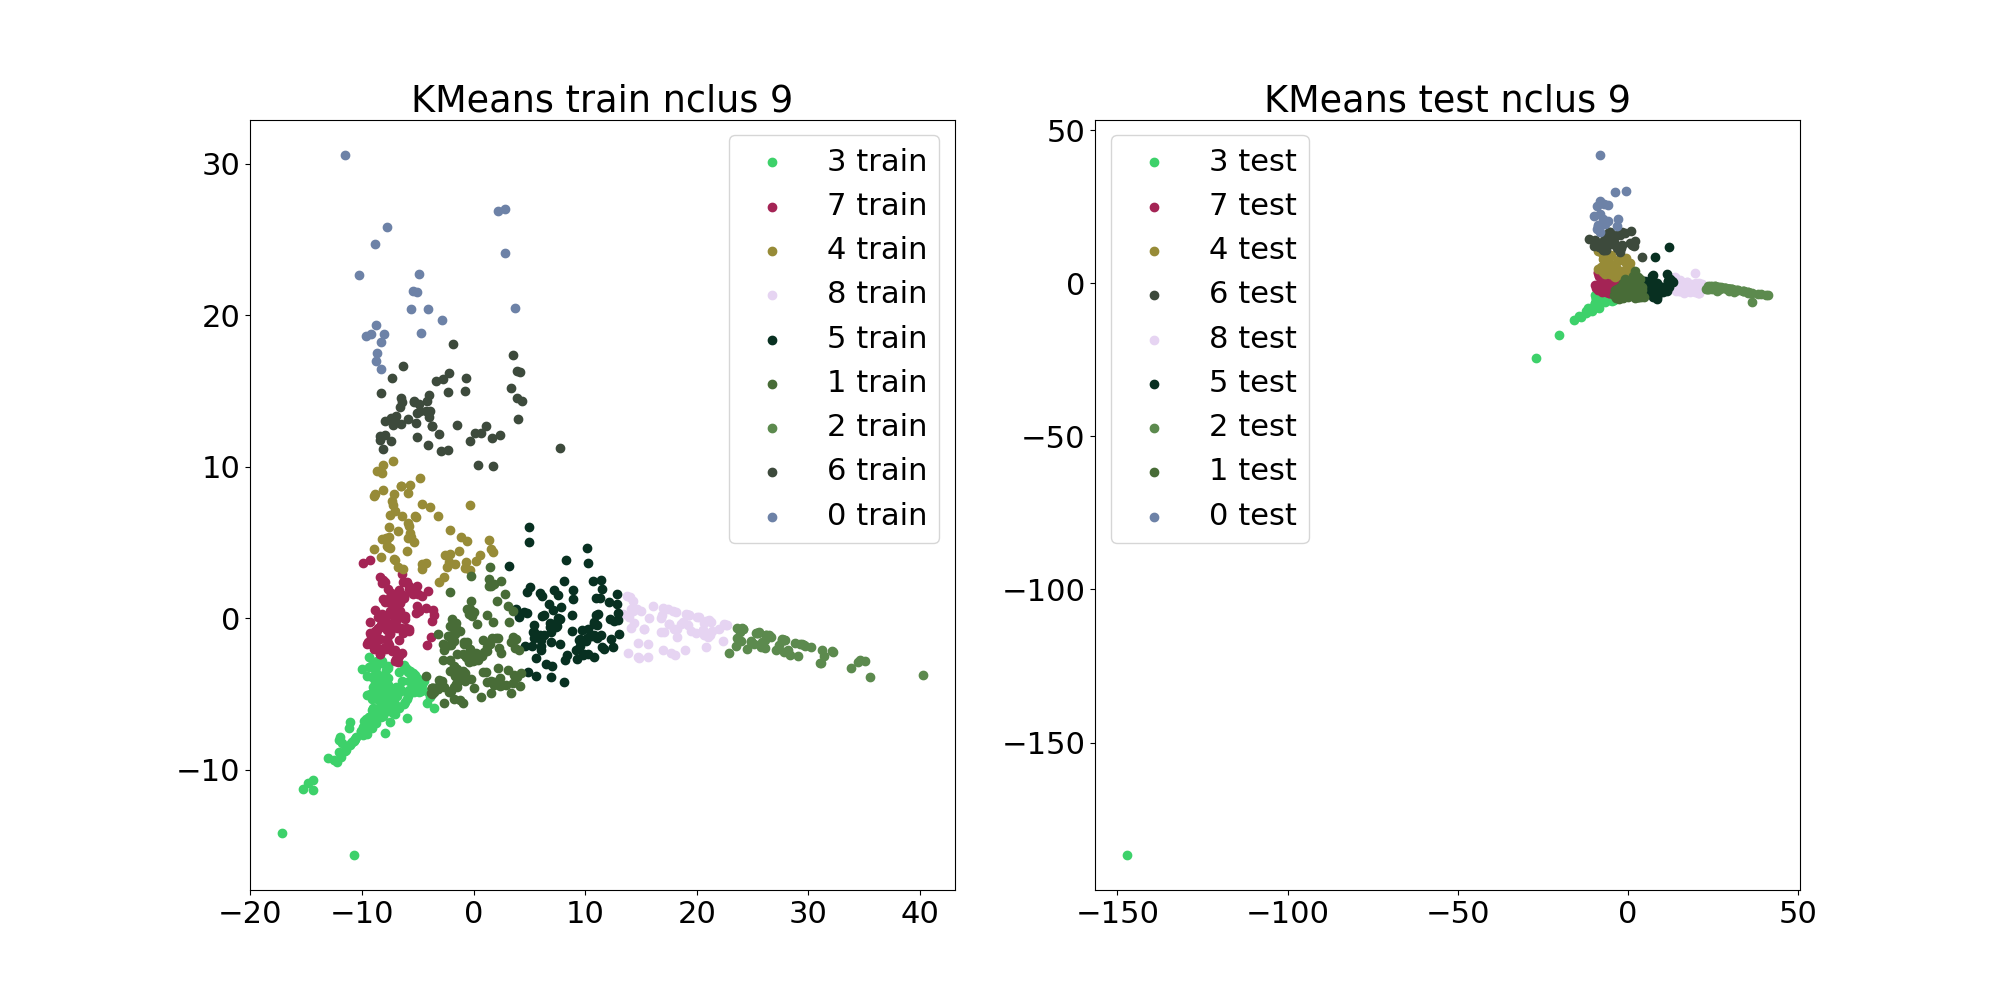 KMeans train nclus 9
30
20
10
0
−10
−20
−10
0
10
20
30
40
3 train
7 train
4 train
8 train
5 train
1 train
2 train
6 train
0 train
KMeans test nclus 9
50
0
−50
−100
−150
−150
−100
−50
0
50
3 test
7 test
4 test
6 test
8 test
5 test
2 test
1 test
0 test